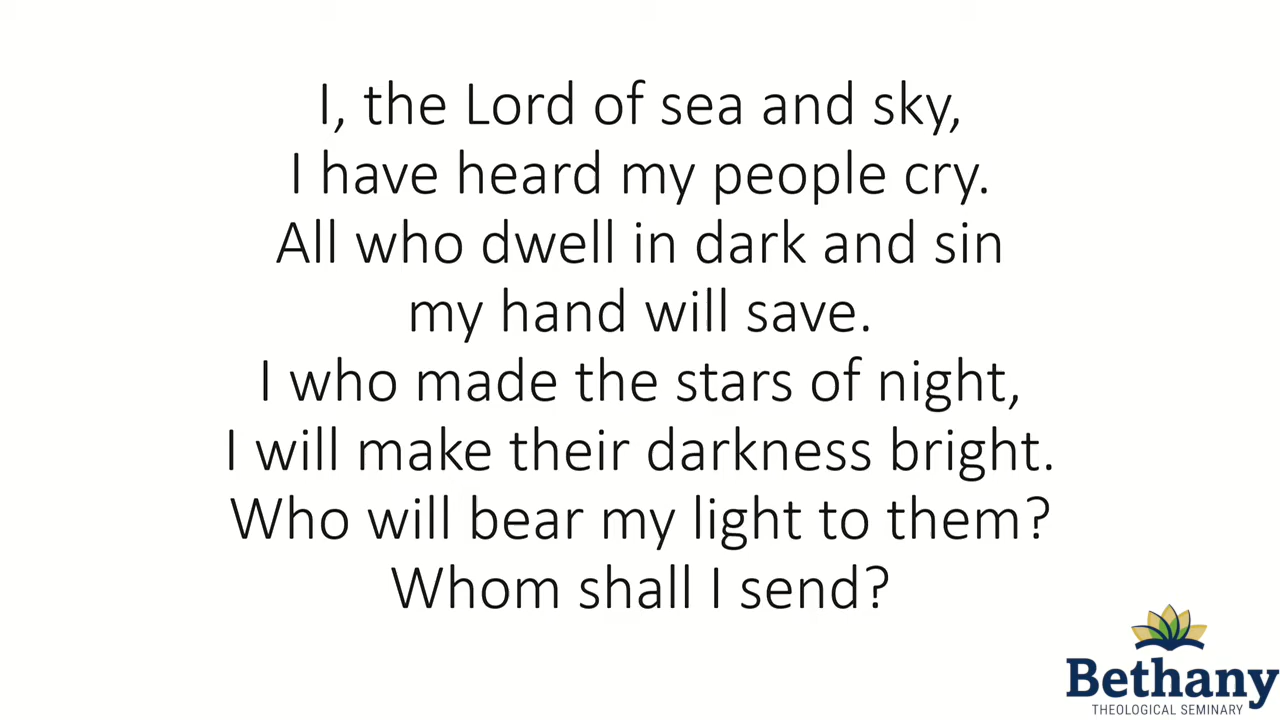 I, the Lord of sea and sky,
I have heard my people cry.
All who dwell in dark and sin
my hand will save.
I who made the stars of night,
I will make their darkness bright.
Who will bear my light to them?
Whom shall I send?
Bethany
THEOLOGICAL SEMINARY